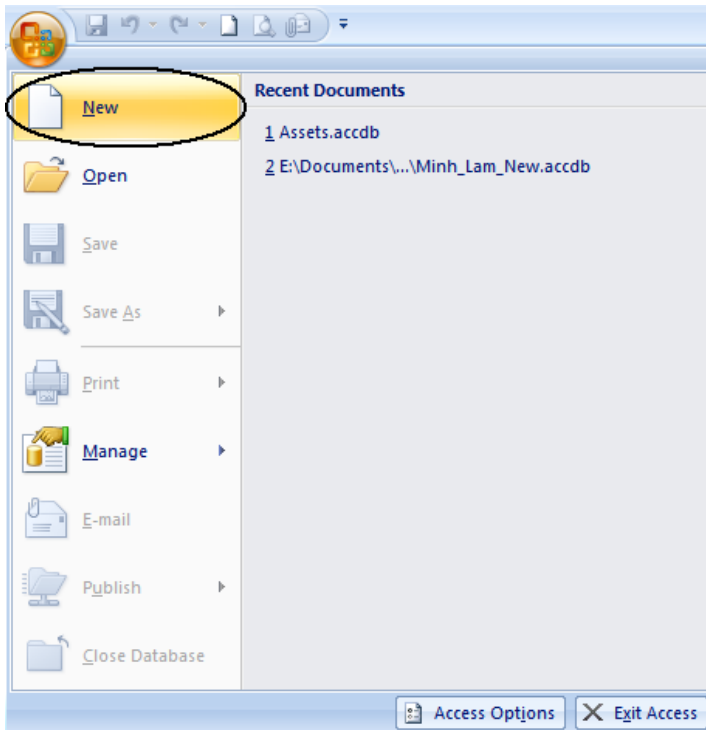 New
Open
Save
Save As
Print
Manage
E-mail
Publish
Close Database
Recent Documents
1 Assets.accdb
2 E:\Documents\...\Minh_Lam_New.accdb
Access Options
Exit Access